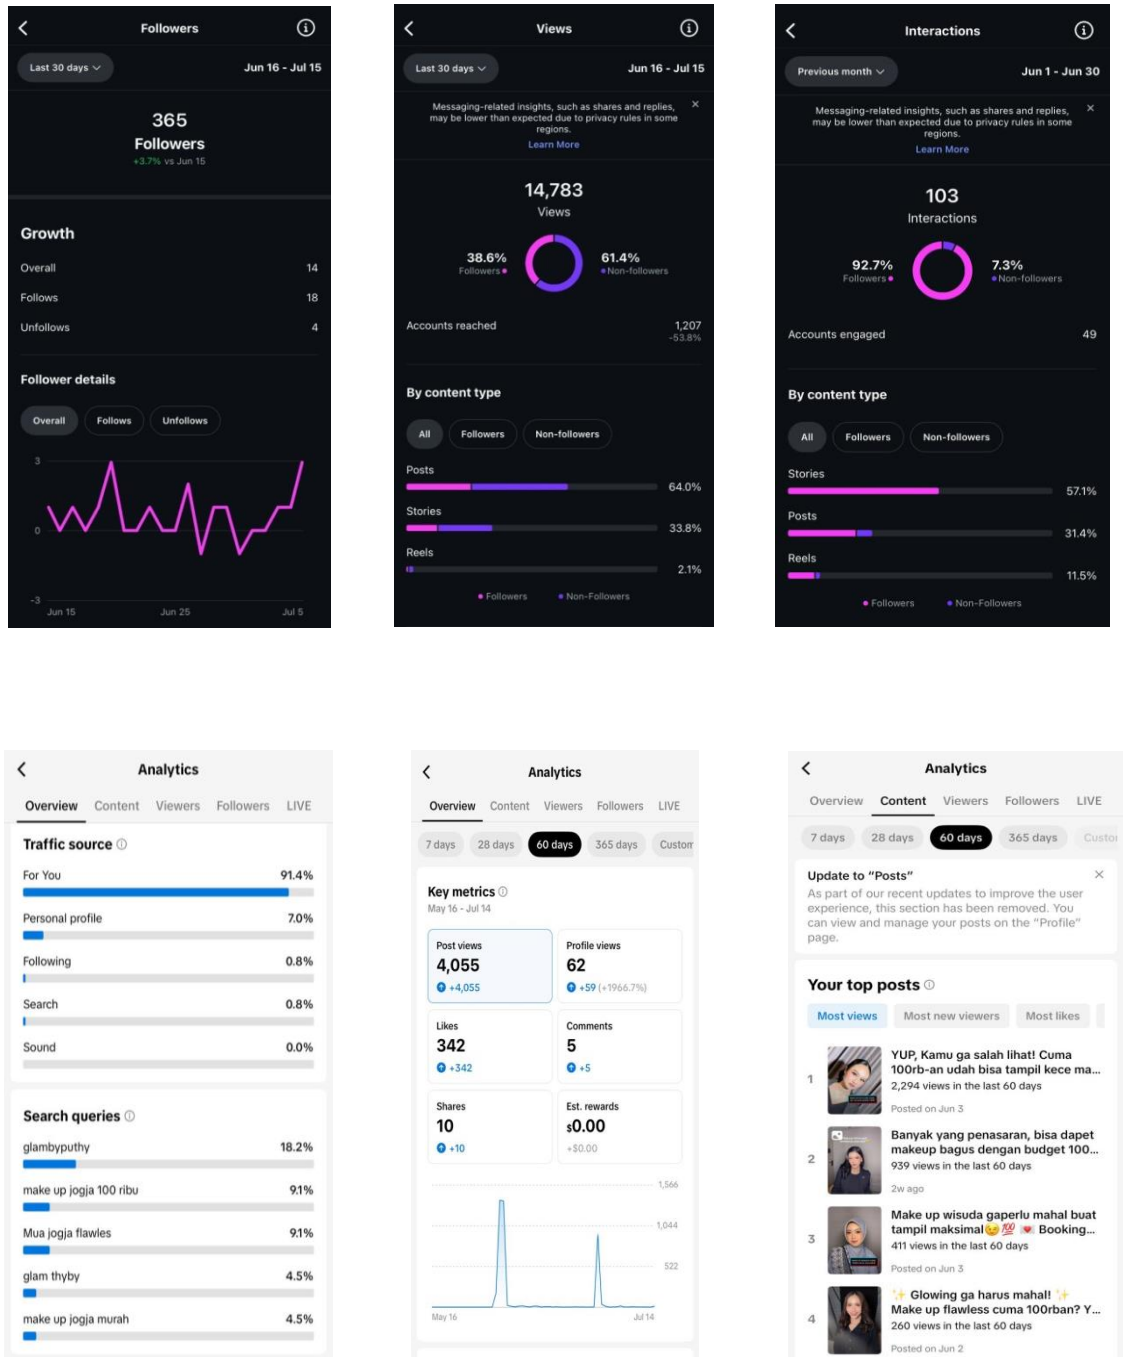 Followers
Last 30 days
Jun 16 - Jul 15
365
Followers
+3.7% vs Jun 15
Growth
Overall 14
Follows 18
Unfollows 4
Follower details
Overall Follows Unfollows
3
0
-3
Jun 15 Jun 25 Jul 5
Views
Last 30 days
Jun 16 - Jul 15
Messaging-related insights, such as shares and replies,
may be lower than expected due to privacy rules in some
regions.
Learn More
14,783
Views
38.6% 61.4%
Followers Non-followers
Accounts reached 1,207
-53.8%
By content type
All Followers Non-followers
Posts
64.0%
Stories
33.8%
Reels
2.1%
Followers Non-Followers
Interactions
Previous month
Jun 1 - Jun 30
Messaging-related insights, such as shares and replies,
may be lower than expected due to privacy rules in some
regions.
Learn More
103
Interactions
92.7% 7.3%
Followers Non-followers
Accounts engaged 49
By content type
All Followers Non-followers
Stories
57.1%
Posts
31.4%
Reels
11.5%
Followers Non-Followers
Analytics
Overview Content Viewers Followers LIVE
Traffic source
For You 91.4%
Personal profile 7.0%
Following 0.8%
Search 0.8%
Sound 0.0%
Search queries
glambyputhy 18.2%
make up jogja 100 ribu 9.1%
Mua jogja flawles 9.1%
glam thyby 4.5%
make up jogja murah 4.5%
Analytics
Overview Content Viewers Followers LIVE
7 days 28 days 60 days 365 days Custom
Key metrics
May 16 - Jul 14
Post views
4,055
+4,055
Profile views
62
+59 (+1966.7%)
Likes
342
+342
Comments
5
+5
Shares
10
+10
Est. rewards
$0.00
+$0.00
1,566
1,044
522
May 16 Jul 14
Analytics
Overview Content Viewers Followers LIVE
7 days 28 days 60 days 365 days Custor
Update to “Posts”
As part of our recent updates to improve the user
experience, this section has been removed. You
can view and manage your posts on the “Profile”
page.
Your top posts
Most views Most new viewers Most likes
1
YUP, Kamu ga salah lihat! Cuma
100rb-an udah bisa tampil kece ma...
2,294 views in the last 60 days
Posted on Jun 3
2
Banyak yang penasaran, bisa dapet
makeup bagus dengan budget 100...
939 views in the last 60 days
2w ago
3
Make up wisuda gaperlu mahal buat
tampil maksimal😉💯 💌 Booking...
411 views in the last 60 days
Posted on Jun 3
4
✨ Glowing ga harus mahal! ✨
Make up flawless cuma 100rban? Y...
260 views in the last 60 days
Posted on Jun 2